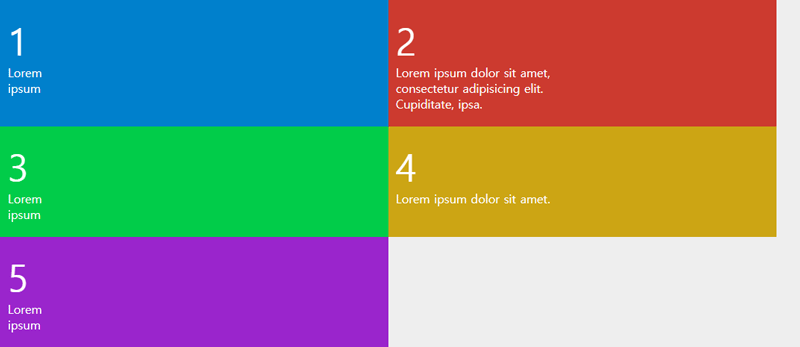 1
Lorem
ipsum
2
Lorem ipsum dolor sit amet,
consectetur adipisicing elit.
Cupiditate, ipsa.
3
Lorem
ipsum
4
Lorem ipsum dolor sit amet.
5
Lorem
ipsum